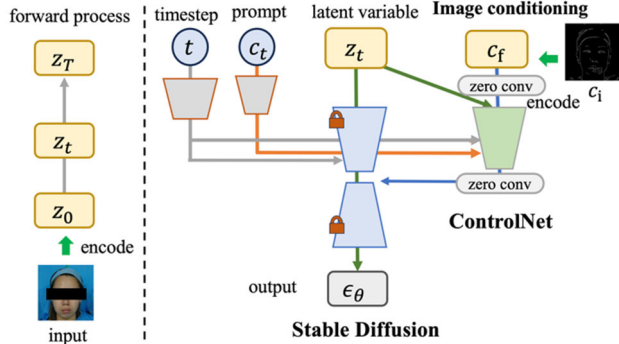 forward process
z_T
z_t
z_0
encode
input
timestep
prompt
latent variable
Image conditioning
t
c_t
z_t
c_f
c_i
zero conv
encode
zero conv
ControlNet
output
ϵ_θ
Stable Diffusion